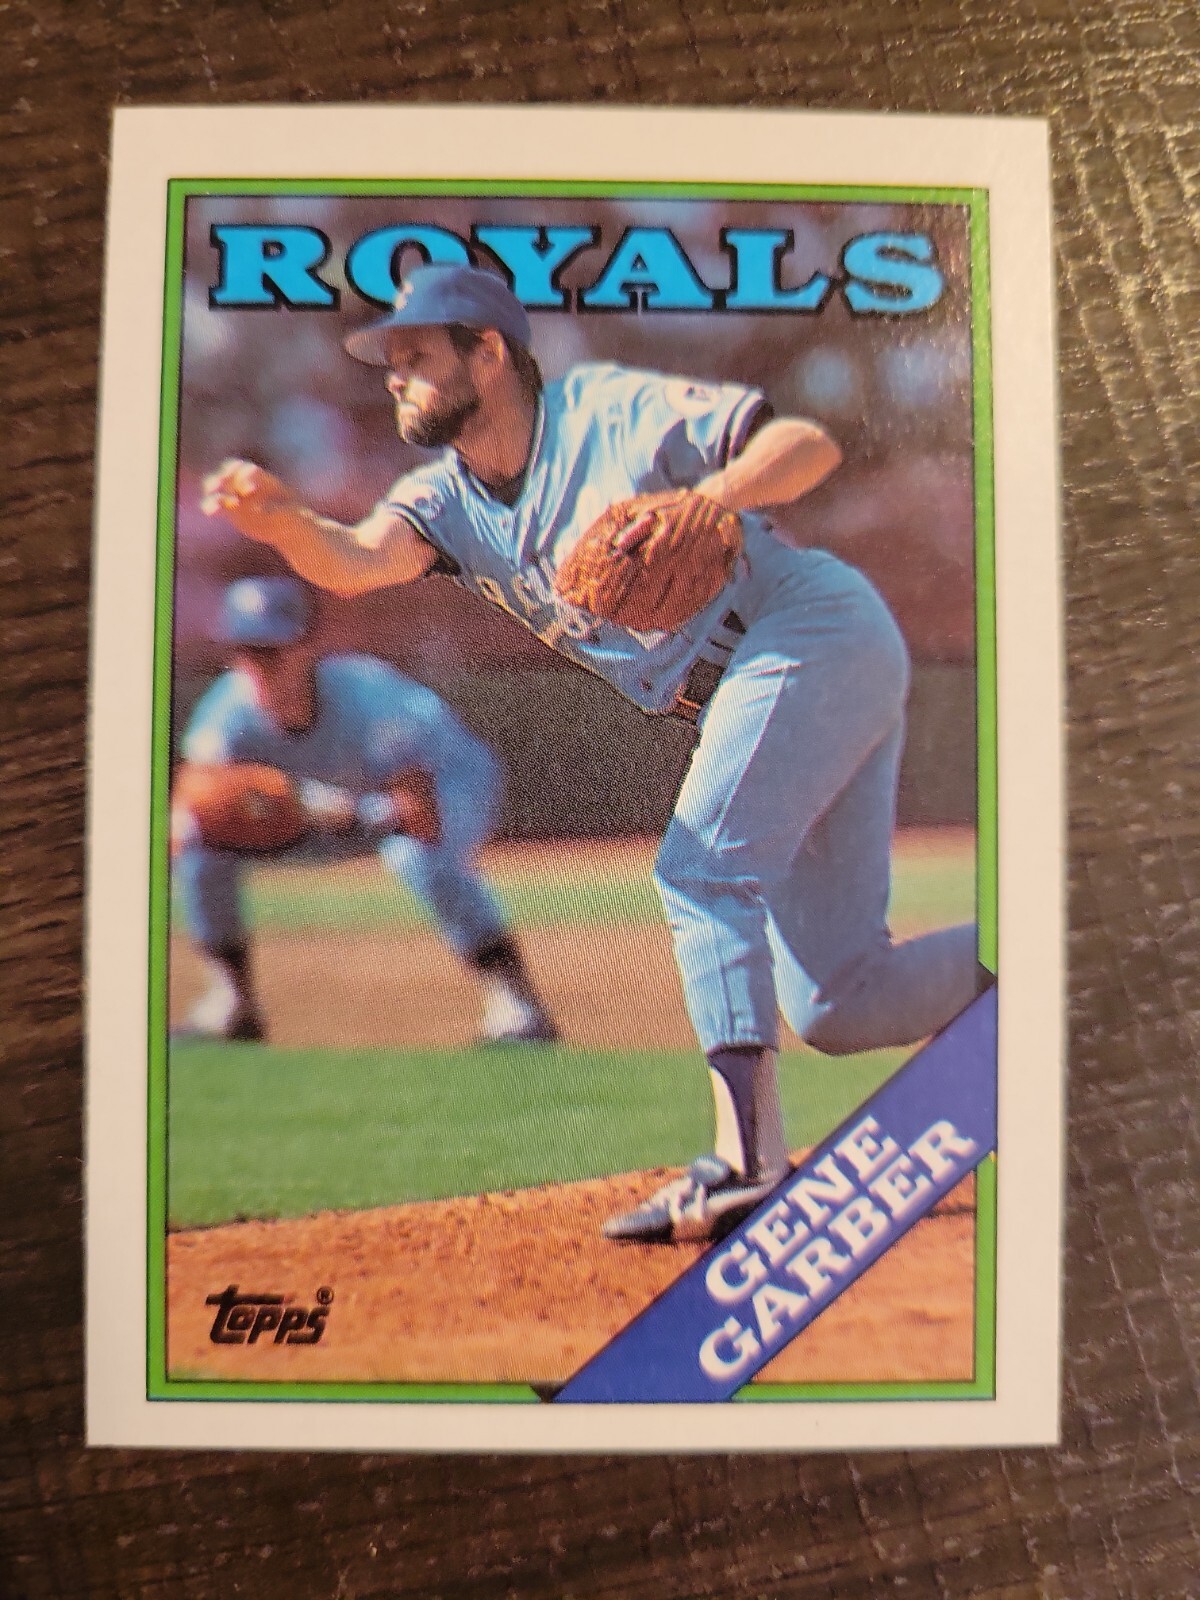 ROYALS
GENE
GARBER
Topps®